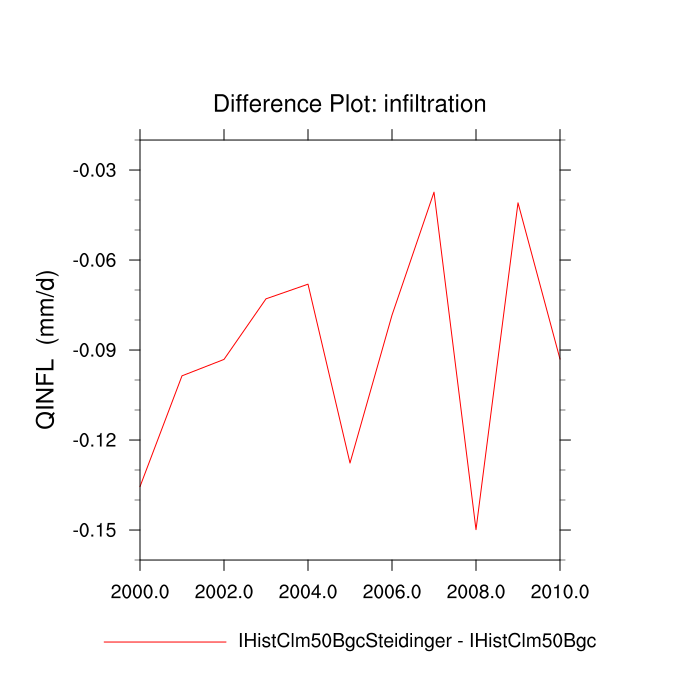 Difference Plot: infiltration
-0.03
-0.06
-0.09
-0.12
-0.15
QINFL (mm/d)
2000.0 2002.0 2004.0 2006.0 2008.0 2010.0
IHistClm50BgcSteidinger - IHistClm50Bgc